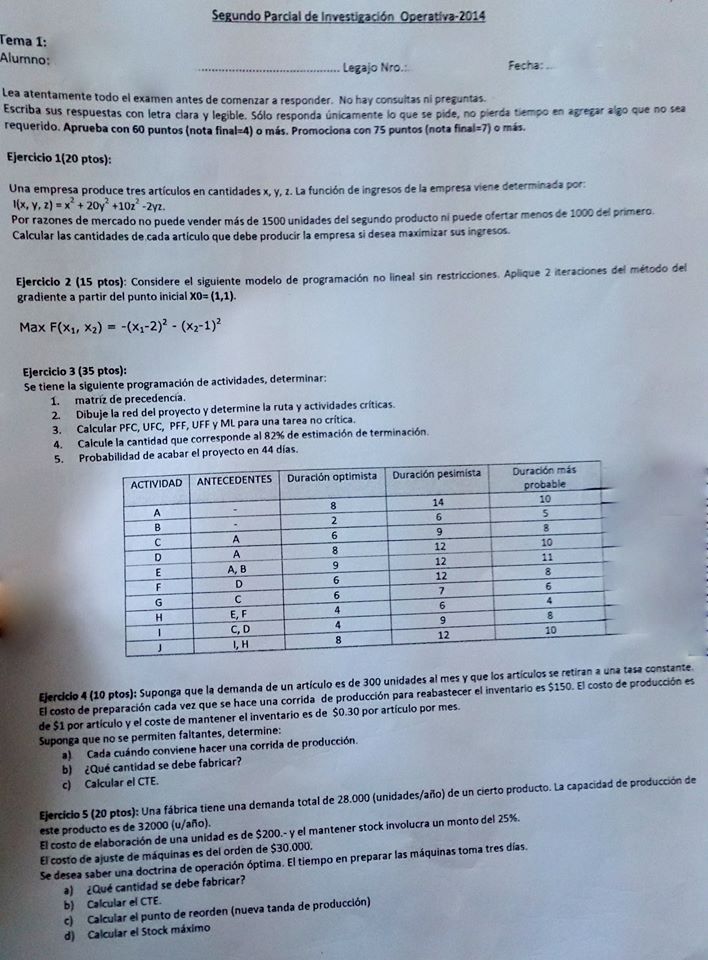 Segundo Parcial de Investigación Operativa-2014
Tema 1:
Alumno: ........................................ Legajo Nro.: Fecha: ...
Lea atentamente todo el examen antes de comenzar a responder. No hay consultas ni preguntas.
Escriba sus respuestas con letra clara y legible. Sólo responda únicamente lo que se pide, no pierda tiempo en agregar algo que no sea
requerido. Aprueba con 60 puntos (nota final=4) o más. Promociona con 75 puntos (nota final=7) o más.
Ejercicio 1(20 ptos):
Una empresa produce tres artículos en cantidades x, y, z. La función de ingresos de la empresa viene determinada por:
I(x, y, z) = x² + 20y² +10z² -2yz.
Por razones de mercado no puede vender más de 1500 unidades del segundo producto ni puede ofertar menos de 1000 del primero.
Calcular las cantidades de cada artículo que debe producir la empresa si desea maximizar sus ingresos.
Ejercicio 2 (15 ptos): Considere el siguiente modelo de programación no lineal sin restricciones. Aplique 2 iteraciones del método del
gradiente a partir del punto inicial X0= (1,1).
Max F(x₁, x₂) = -(x₁-2)² - (x₂-1)²
Ejercicio 3 (35 ptos):
Se tiene la siguiente programación de actividades, determinar:
1. matriz de precedencia.
2. Dibuje la red del proyecto y determine la ruta y actividades críticas.
3. Calcular PFC, UFC, PFF, UFF y ML para una tarea no crítica.
4. Calcule la cantidad que corresponde al 82% de estimación de terminación.
5. Probabilidad de acabar el proyecto en 44 días.
ACTIVIDAD ANTECEDENTES Duración optimista Duración pesimista Duración más
probable
A - 8 14 10
B - 2 6 5
C A 6 9 8
D A 8 12 10
E A, B 9 12 11
F D 6 12 8
G C 6 7 6
H E, F 4 6 4
I C, D 4 9 8
J I, H 8 12 10
Ejercicio 4 (10 ptos): Suponga que la demanda de un artículo es de 300 unidades al mes y que los artículos se retiran a una tasa constante.
El costo de preparación cada vez que se hace una corrida de producción para reabastecer el inventario es $150. El costo de producción es
de $1 por artículo y el coste de mantener el inventario es de $0.30 por artículo por mes.
Suponga que no se permiten faltantes, determine:
a) Cada cuándo conviene hacer una corrida de producción.
b) ¿Qué cantidad se debe fabricar?
c) Calcular el CTE.
Ejercicio 5 (20 ptos): Una fábrica tiene una demanda total de 28.000 (unidades/año) de un cierto producto. La capacidad de producción de
este producto es de 32000 (u/año).
El costo de elaboración de una unidad es de $200.- y el mantener stock involucra un monto del 25%.
El costo de ajuste de máquinas es del orden de $30.000.
Se desea saber una doctrina de operación óptima. El tiempo en preparar las máquinas toma tres días.
a) ¿Qué cantidad se debe fabricar?
b) Calcular el CTE.
c) Calcular el punto de reorden (nueva tanda de producción)
d) Calcular el Stock máximo